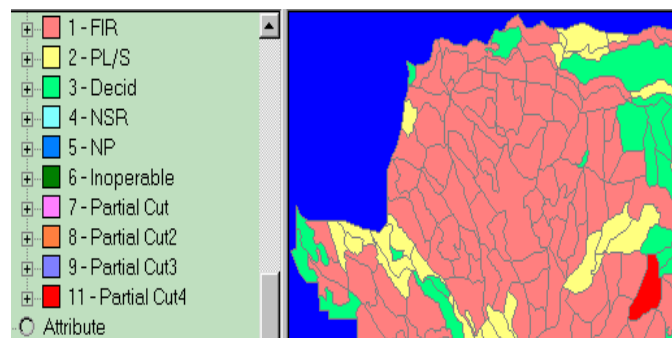 1 - FIR
2 - PL/S
3 - Decid
4 - NSR
5 - NP
6 - Inoperable
7 - Partial Cut
8 - Partial Cut2
9 - Partial Cut3
11 - Partial Cut4
Attribute